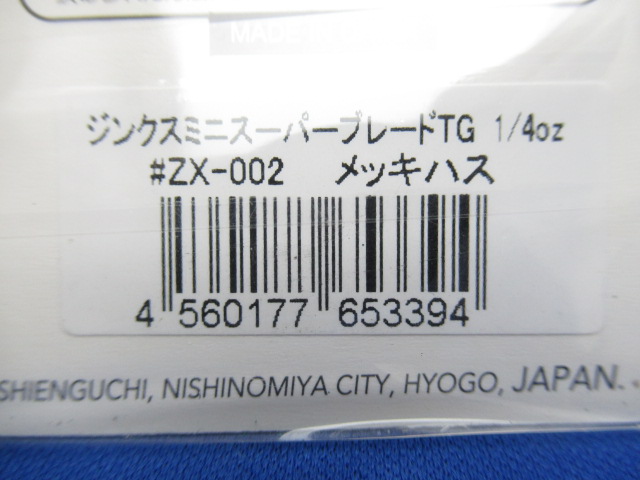 MADE
ジンクスミニスーパーブレードTG 1/4oz
#ZX-002 メッキハス
4 560177 653394
SHIENGUCHI, NISHINOMIYA CITY, HYOGO, JAPAN.